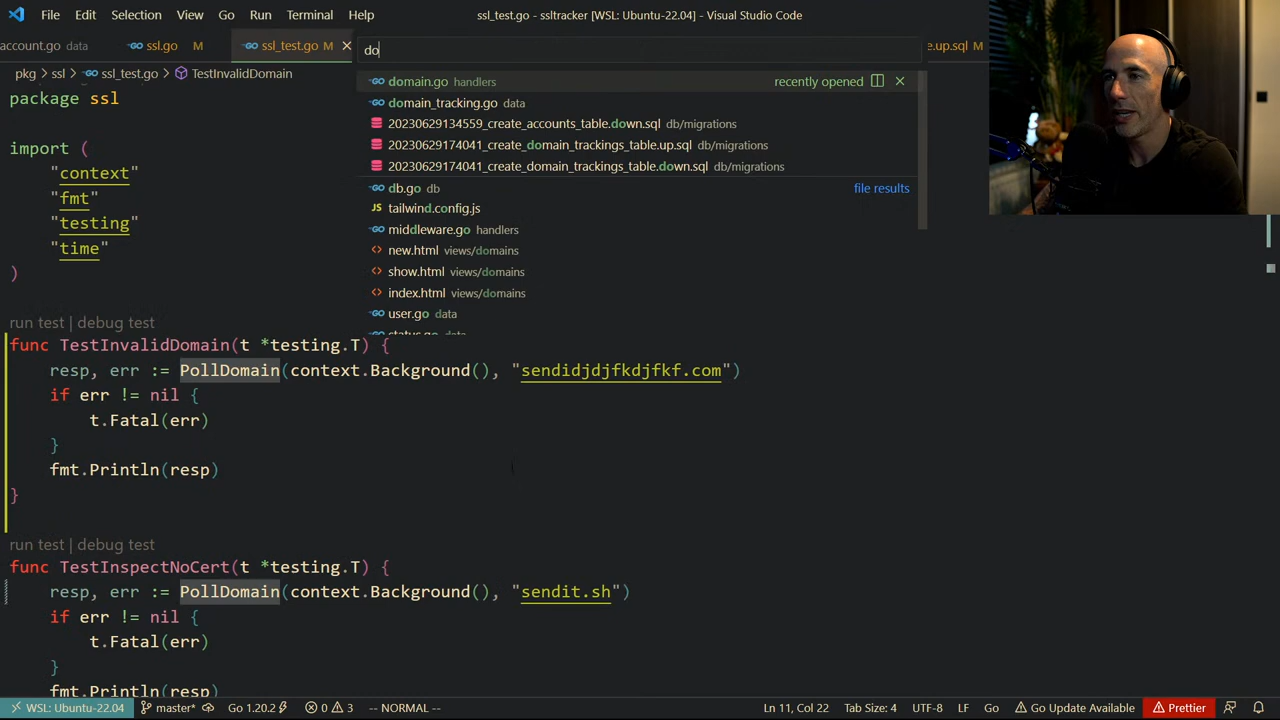 File Edit Selection View Go Run Terminal Help
ssl_test.go - ssltracker [WSL: Ubuntu-22.04] - Visual Studio Code
account.go data ssl.go M ssl_test.go M e.up.sql M
do
pkg > ssl > ssl_test.go > TestInvalidDomain
domain.go handlers recently opened
domain_tracking.go data
20230629134559_create_accounts_table.down.sql db/migrations
20230629174041_create_domain_trackings_table.up.sql db/migrations
20230629174041_create_domain_trackings_table.down.sql db/migrations
db.go db file results
tailwind.config.js
middleware.go handlers
new.html views/domains
show.html views/domains
index.html views/domains
user.go data
status.go data
package ssl
import (
"context"
"fmt"
"testing"
"time"
)
run test | debug test
func TestInvalidDomain(t *testing.T) {
resp, err := PollDomain(context.Background(), "sendidjdjfkdjfkf.com")
if err != nil {
t.Fatal(err)
}
fmt.Println(resp)
}
run test | debug test
func TestInspectNoCert(t *testing.T) {
resp, err := PollDomain(context.Background(), "sendit.sh")
if err != nil {
t.Fatal(err)
}
fmt.Println(resp)
WSL: Ubuntu-22.04 master* Go 1.20.2 0 3 -- NORMAL -- Ln 11, Col 22 Tab Size: 4 UTF-8 LF Go Go Update Available Prettier